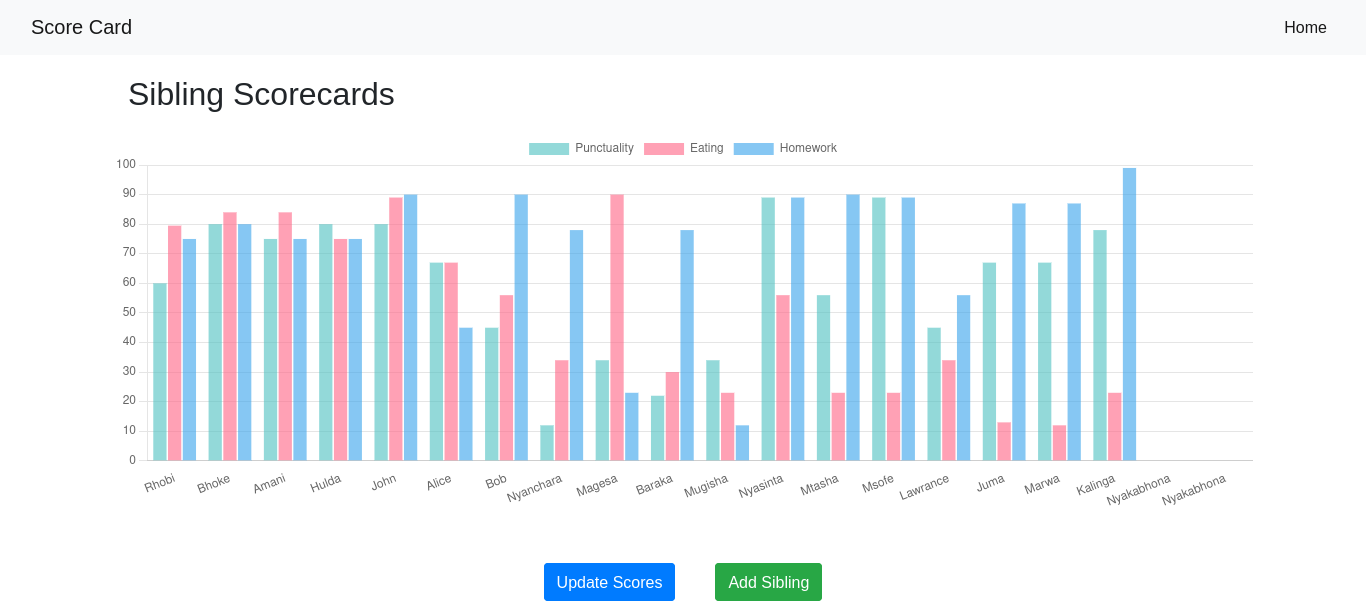 Score Card Home
Sibling Scorecards
Punctuality Eating Homework
100
90
80
70
60
50
40
30
20
10
0
Rhobi Bhoke Amani Hulda John Alice Bob Nyanchara Magesa Baraka Mugisha Nyasinta Mtasha Msofe Lawrance Juma Marwa Kalinga Nyakabhona Nyakabhona
Update Scores Add Sibling